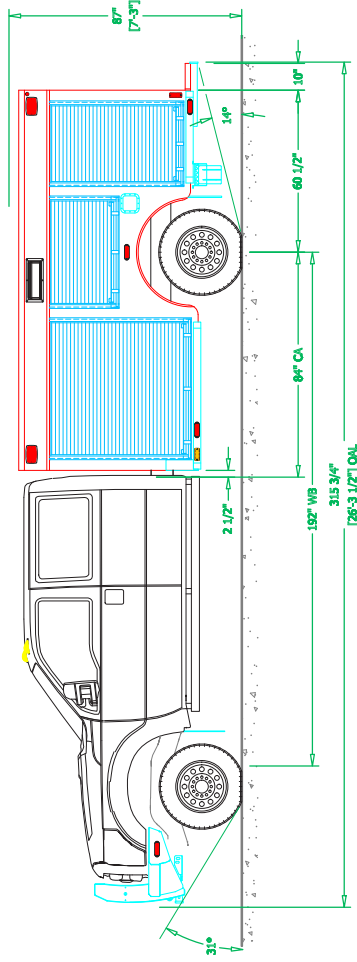 87"
[7'-3"]
10"
14°
60 1/2"
84" CA
2 1/2"
192" WB
315 3/4"
[26'-3 1/2"] OAL
31°